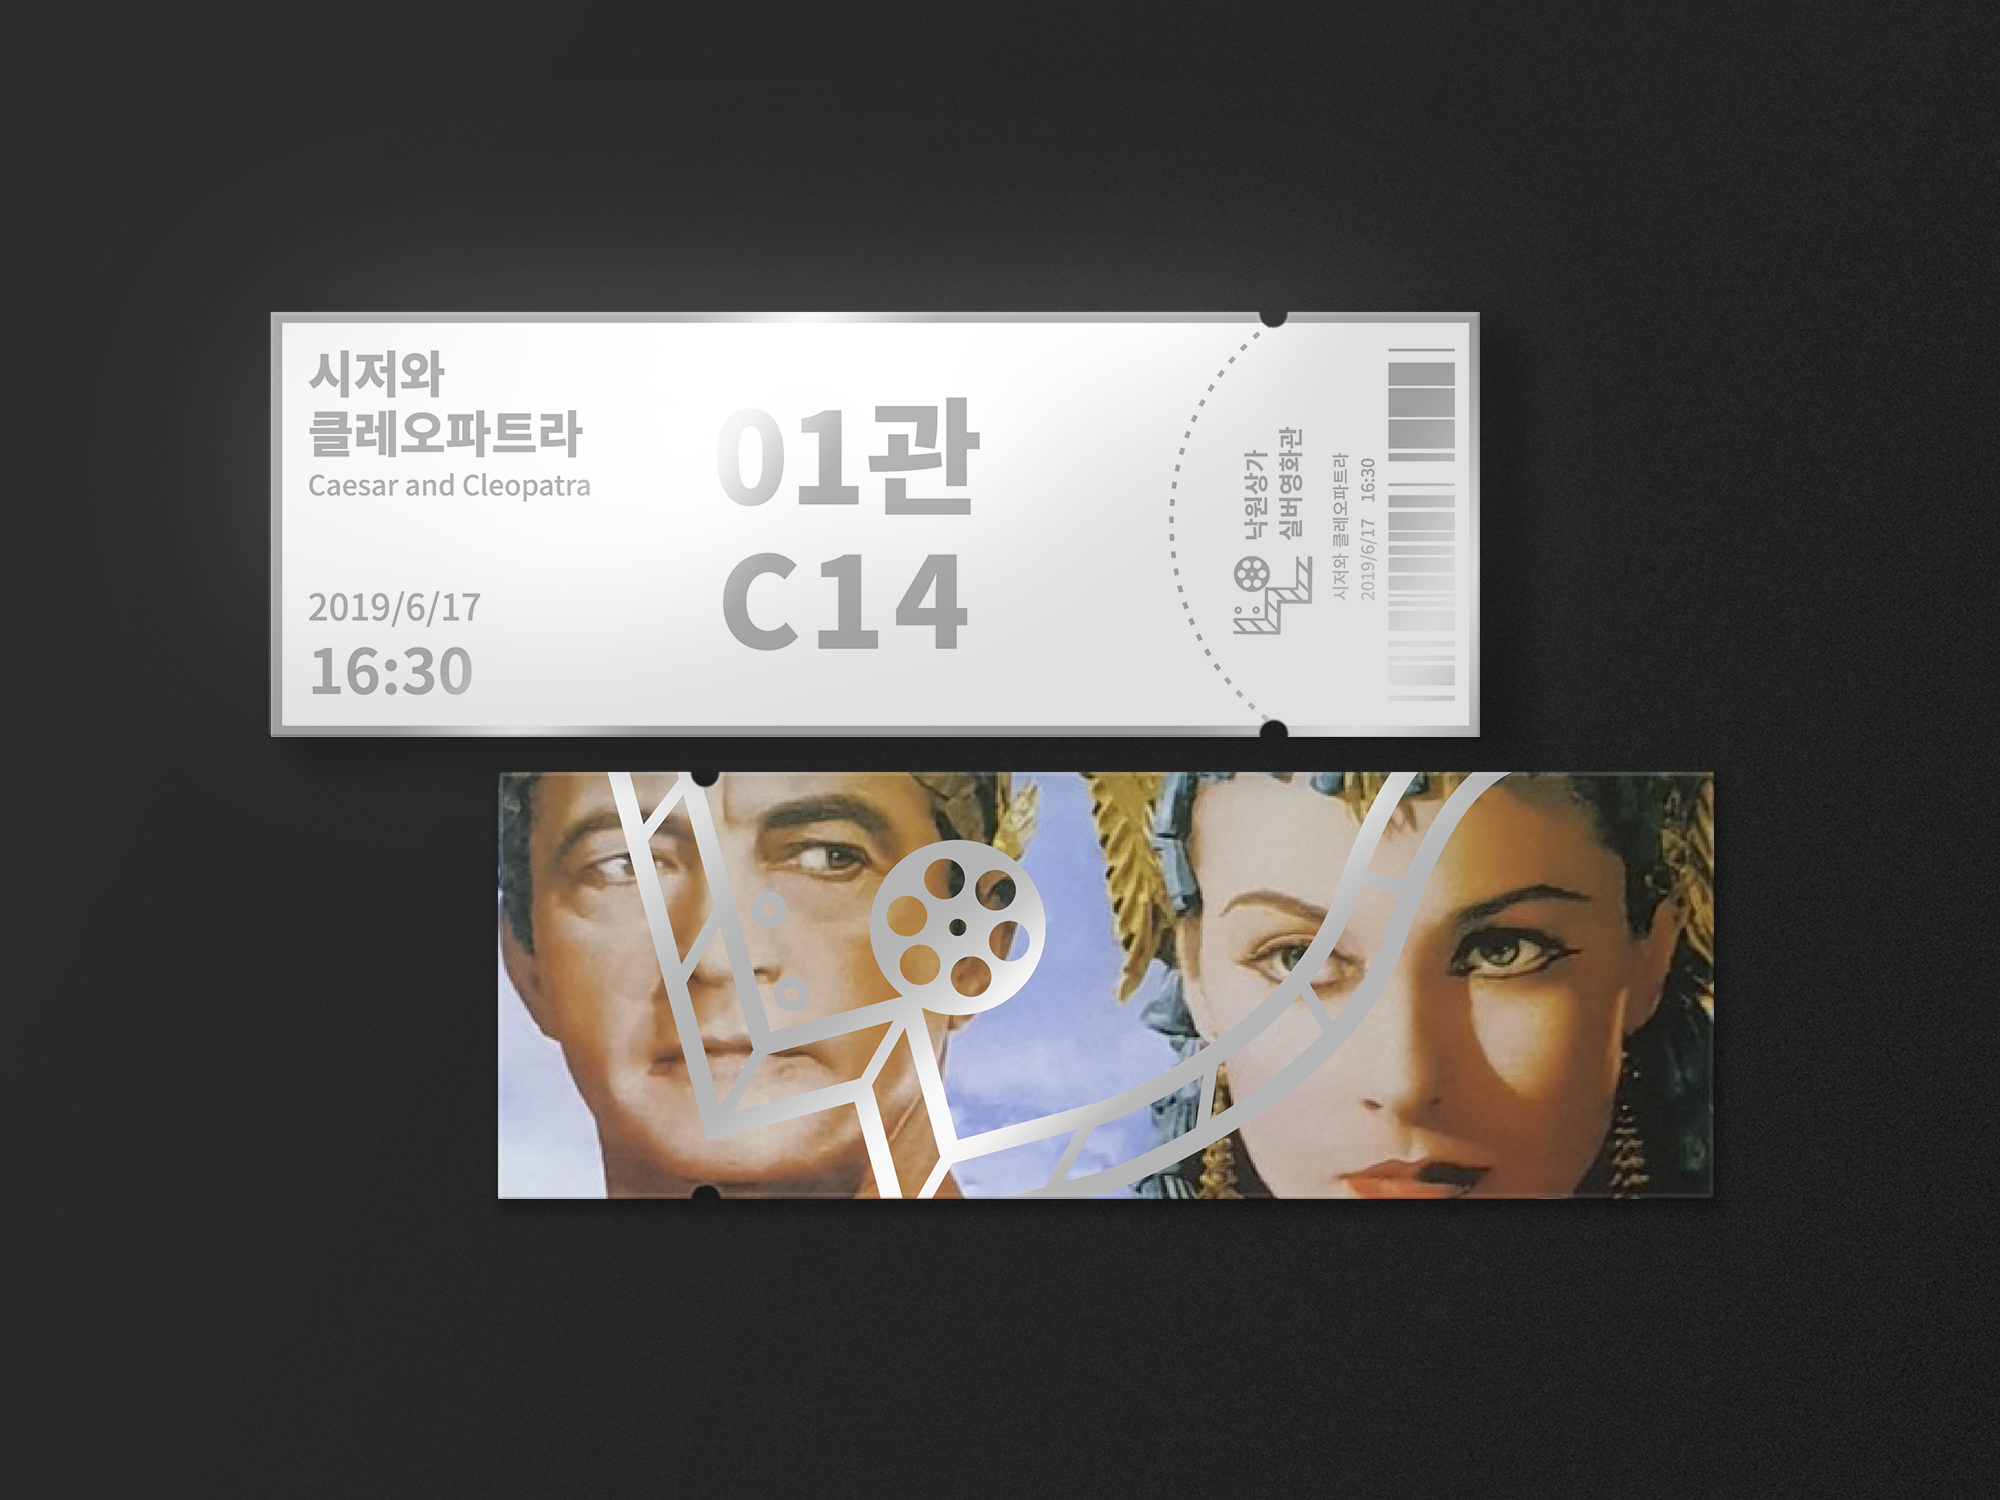 시저와
클레오파트라
Caesar and Cleopatra
2019/6/17
16:30
01관
C14
낙원상가
실버영화관
시저와 클레오파트라
2019/6/17 16:30